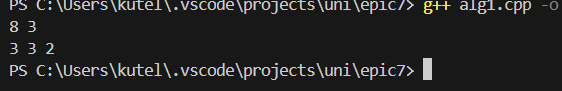 PS C:\Users\kutel\.vscode\projects\uni\epic7> g++ alg1.cpp -o
8 3
3 3 2
PS C:\Users\kutel\.vscode\projects\uni\epic7>